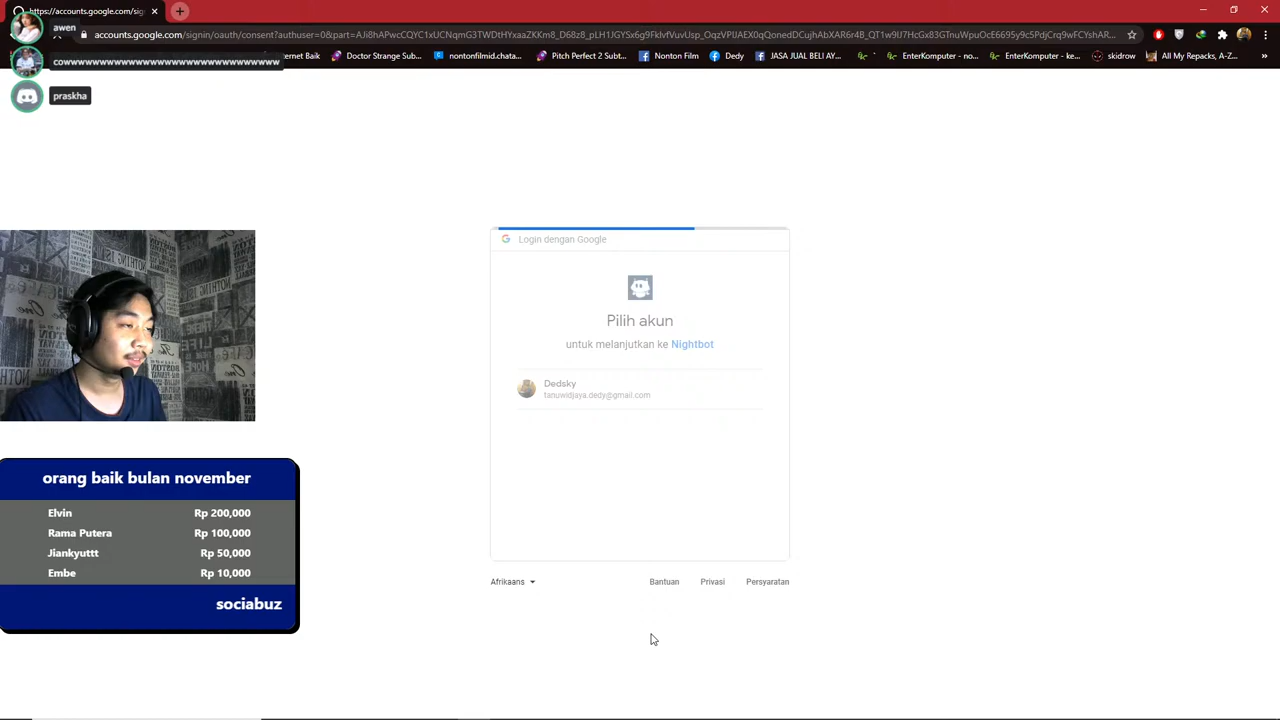 accounts.google.com/sig
awen
accounts.google.com/signin/oauth/consent?authuser=0&part=AJi8hAPwcCQYC1xUCNqmG3TWDtHYxaaZKKm8_D68z8_pLH1JGYSx6g9FklvfVuvUsp_OqzVPIJAEX0qQonedDCujhAbXAR6r4B_QT1w9IJ7HcGx83GTnuWpuOcE6695y9c5PdjCrq9wFCYshAR...
ternet Baik
Doctor Strange Sub...
nontonfilmid.chata...
Pitch Perfect 2 Subt...
Nonton Film
Dedy
JASA JUAL BELI AY...
EnterKomputer - no...
EnterKomputer - ke...
skidrow
All My Repacks, A-Z...
cowwwwwwwwwwwwwwwwwwwwwwwwwwwwwww
praskha
Login dengan Google
Pilih akun
untuk melanjutkan ke Nightbot
Dedsky
tanuwidjaya.dedy@gmail.com
Afrikaans
Bantuan
Privasi
Persyaratan
orang baik bulan november
Elvin Rp 200,000
Rama Putera Rp 100,000
Jiankyuttt Rp 50,000
Embe Rp 10,000
sociabuz